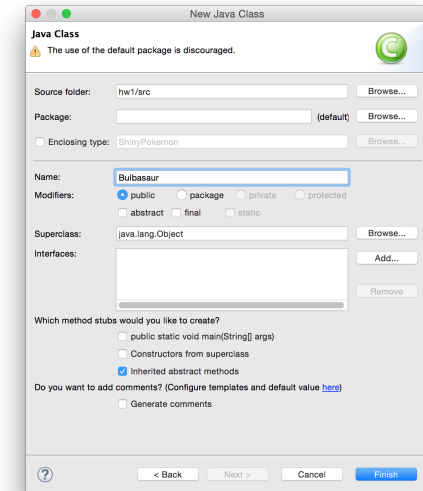 New Java Class
Java Class
The use of the default package is discouraged.
C
Source folder: hw1/src Browse...
Package: (default) Browse...
Enclosing type: ShinyPokemon Browse...
Name: Bulbasaur
Modifiers: public package private protected
abstract final static
Superclass: java.lang.Object Browse...
Interfaces: Add...
Remove
Which method stubs would you like to create?
public static void main(String[] args)
Constructors from superclass
Inherited abstract methods
Do you want to add comments? (Configure templates and default value here)
Generate comments
? < Back Next > Cancel Finish